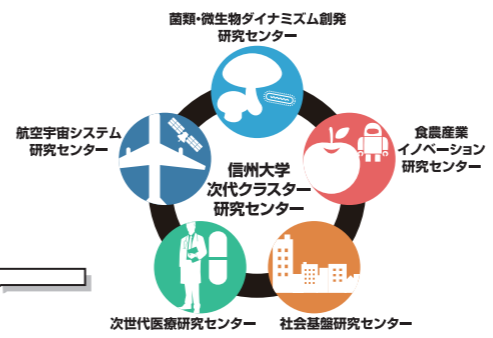 菌類・微生物ダイナミズム創発
研究センター
航空宇宙システム
研究センター
食農産業
イノベーション
研究センター
信州大学
次代クラスター
研究センター
次世代医療研究センター
社会基盤研究センター